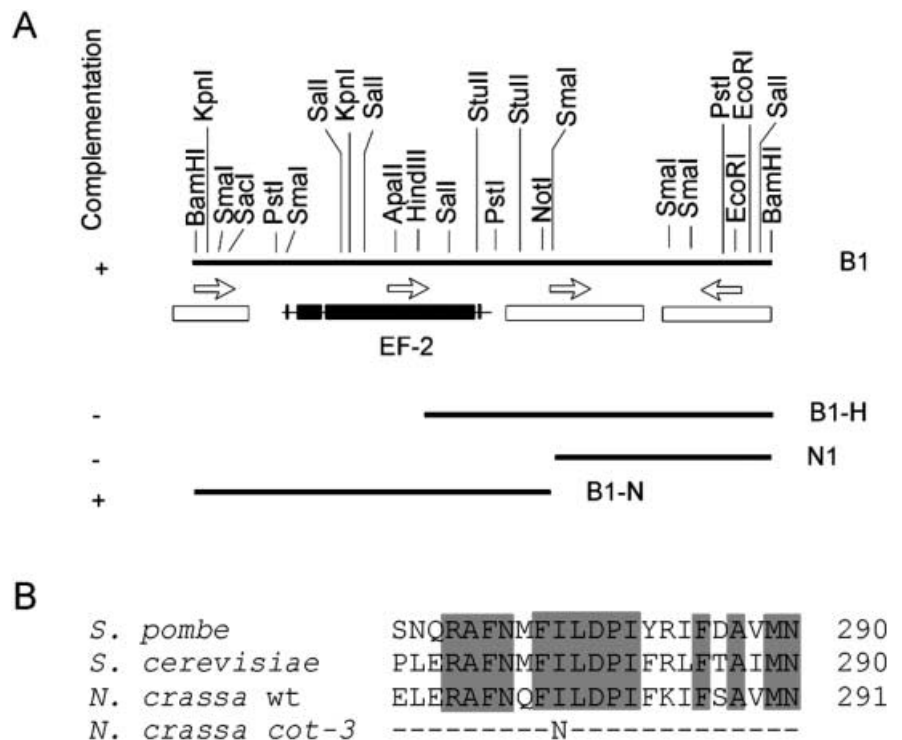 A
Complementation
BamHI
KpnI
SmaI
SacI
PstI
SmaI
SalI
KpnI
SalI
ApaII
HindIII
SalI
StuII
PstI
StuII
NotI
SmaI
SmaI
SmaI
PstI
EcoRI
EcoRI
SalI
BamHI
+ B1
EF-2
- B1-H
- N1
+ B1-N
B
S. pombe SNQRAFNMFILDPIYRIFDAVMN 290
S. cerevisiae PLERAFNMFILDPIFRLFTAIMN 290
N. crassa wt ELERAFNQFILDPIFKIFSAVMN 291
N. crassa cot-3 ---------N-------------